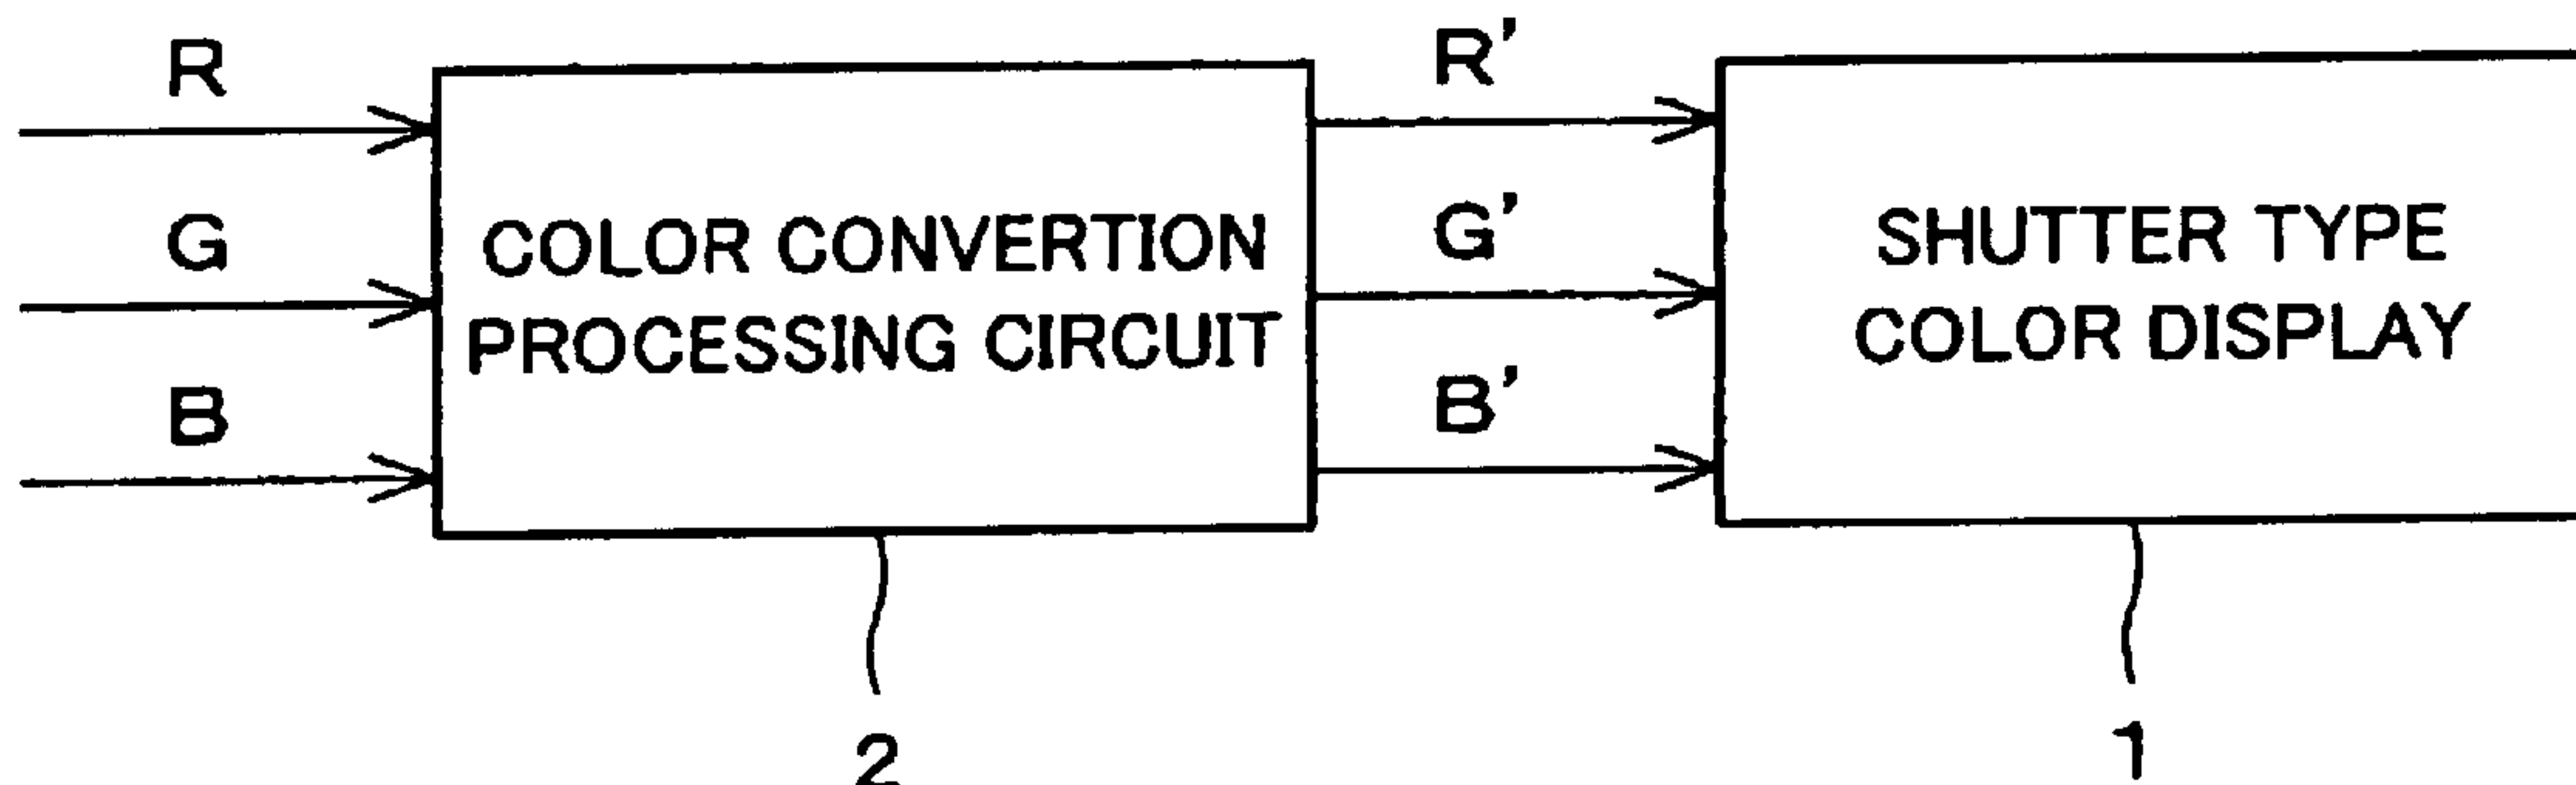 R
G
B
COLOR CONVERTION
PROCESSING CIRCUIT
R'
G'
B'
SHUTTER TYPE
COLOR DISPLAY
2
1